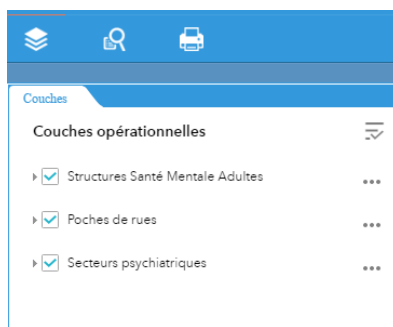 Couches
Couches opérationnelles
Structures Santé Mentale Adultes
Poches de rues
Secteurs psychiatriques